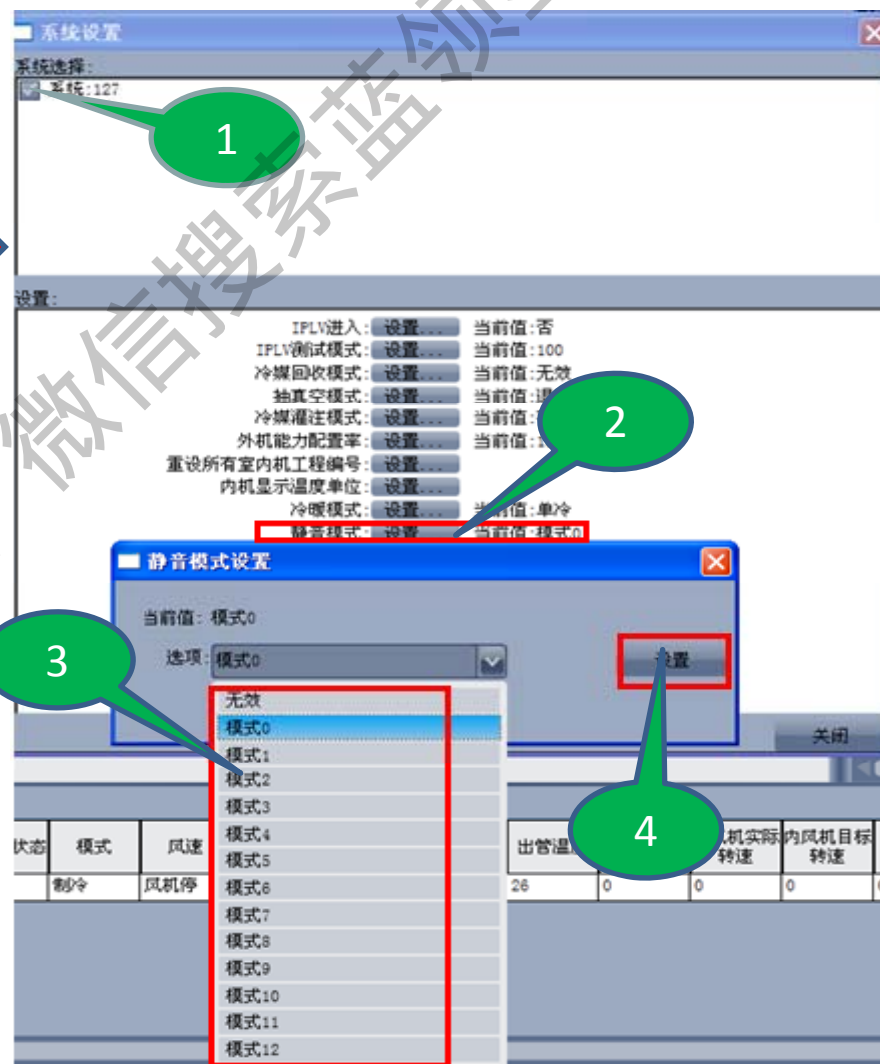 系统设置
系统选择:
系统:127
1
设置:
IPLV进入: 设置... 当前值:否
IPLV测试模式: 设置... 当前值:100
冷媒回收模式: 设置... 当前值:无效
抽真空模式: 设置... 当前值:退
冷媒灌注模式: 设置... 当前值:
2
外机能力配置率: 设置... 当前值:1
重设所有室内机工程编号: 设置...
内机显示温度单位: 设置...
冷暖模式: 设置... 当前值:单冷
静音模式: 设置 当前值:模式0
静音模式设置
当前值: 模式0
3
选项: 模式0
设置
无效
模式0
关闭
模式1
模式2
模式3
模式4
模式5
模式6
模式7
模式8
模式9
模式10
模式11
模式12
4
状态 模式 风速 出管温 机实际转速 内风机目标转速
制冷 风机停 26 0 0 0
微信搜索蓝领